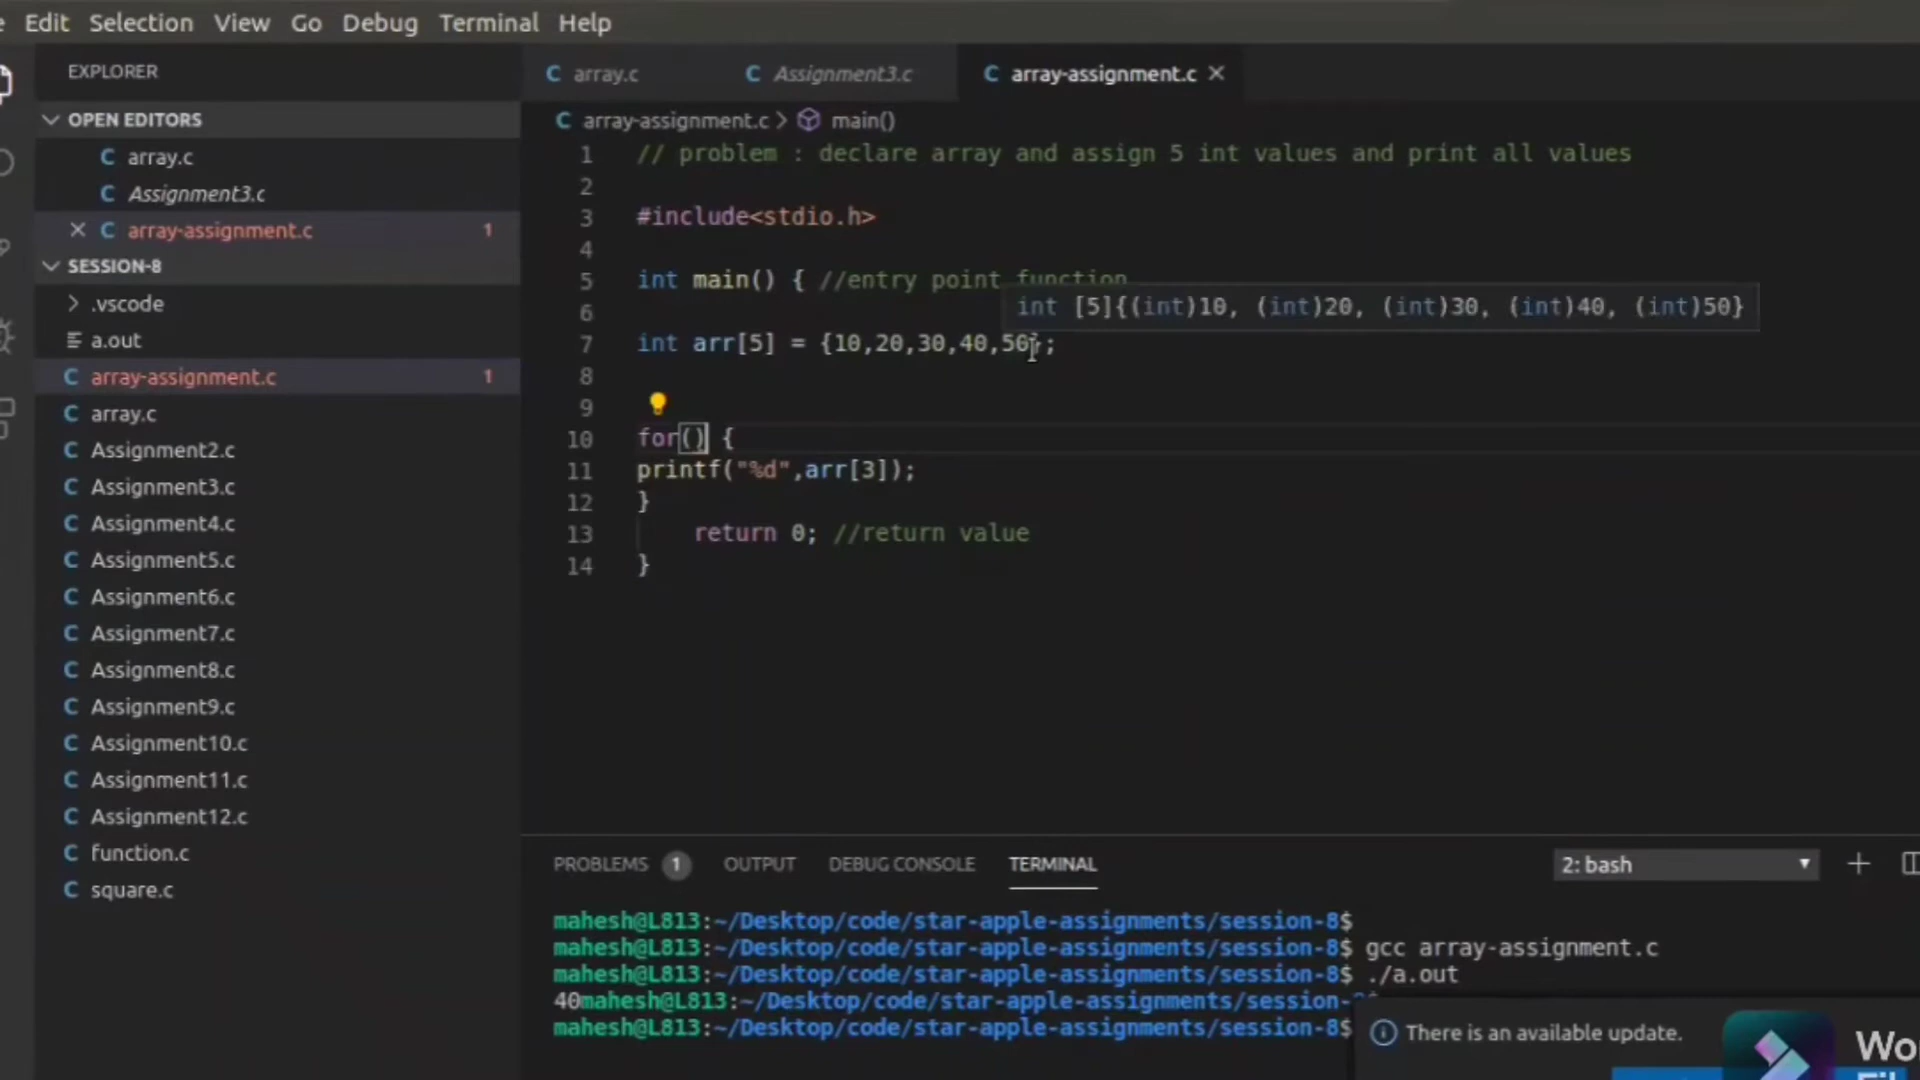 Edit Selection View Go Debug Terminal Help
EXPLORER
OPEN EDITORS
array.c
Assignment3.c
array-assignment.c 1
SESSION-8
.vscode
a.out
array-assignment.c 1
array.c
Assignment2.c
Assignment3.c
Assignment4.c
Assignment5.c
Assignment6.c
Assignment7.c
Assignment8.c
Assignment9.c
Assignment10.c
Assignment11.c
Assignment12.c
function.c
square.c
array.c Assignment3.c array-assignment.c
array-assignment.c > main()
1 // problem : declare array and assign 5 int values and print all values
2
3 #include<stdio.h>
4
5 int main() { //entry point function
int [5]{(int)10, (int)20, (int)30, (int)40, (int)50}
6
7 int arr[5] = {10,20,30,40,50};
8
9
10 for() {
11 printf("%d",arr[3]);
12 }
13 return 0; //return value
14 }
PROBLEMS 1 OUTPUT DEBUG CONSOLE TERMINAL 2: bash
mahesh@L813:~/Desktop/code/star-apple-assignments/session-8$
mahesh@L813:~/Desktop/code/star-apple-assignments/session-8$ gcc array-assignment.c
mahesh@L813:~/Desktop/code/star-apple-assignments/session-8$ ./a.out
40mahesh@L813:~/Desktop/code/star-apple-assignments/session-
mahesh@L813:~/Desktop/code/star-apple-assignments/session-8$
There is an available update.